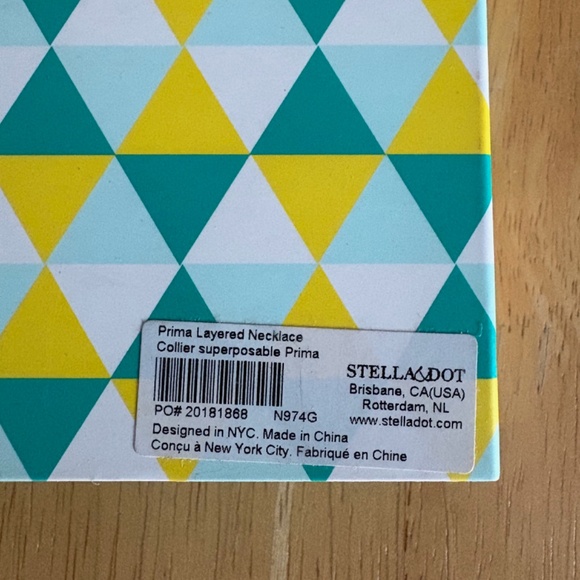 Prima Layered Necklace
Collier superposable Prima
STELLA&DOT
Brisbane, CA(USA)
Rotterdam, NL
www.stelladot.com
PO# 20181868 N974G
Designed in NYC. Made in China
Conçu à New York City. Fabriqué en Chine